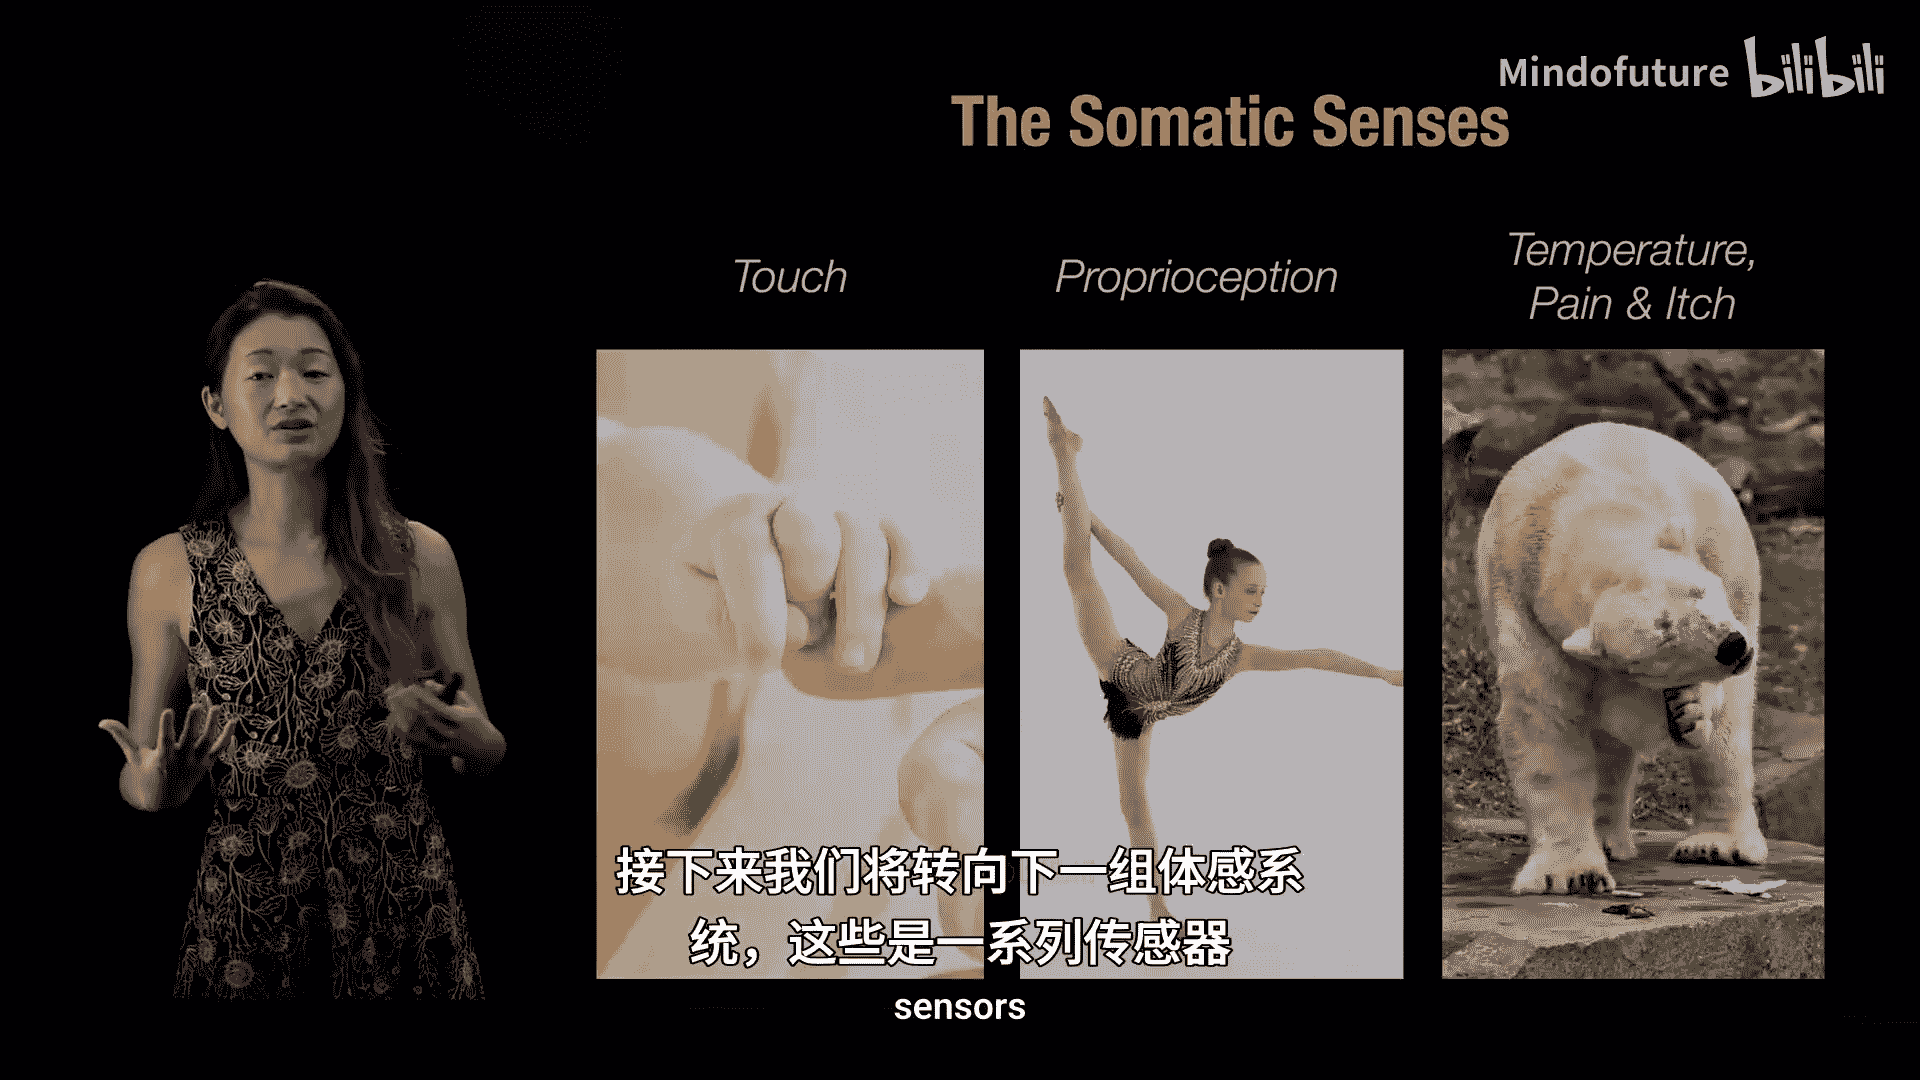 Mindofuture bilibili
The Somatic Senses
Touch
Proprioception
Temperature,
Pain & Itch
接下来我们将转向下一组体感系
统，这些是一系列传感器
sensors